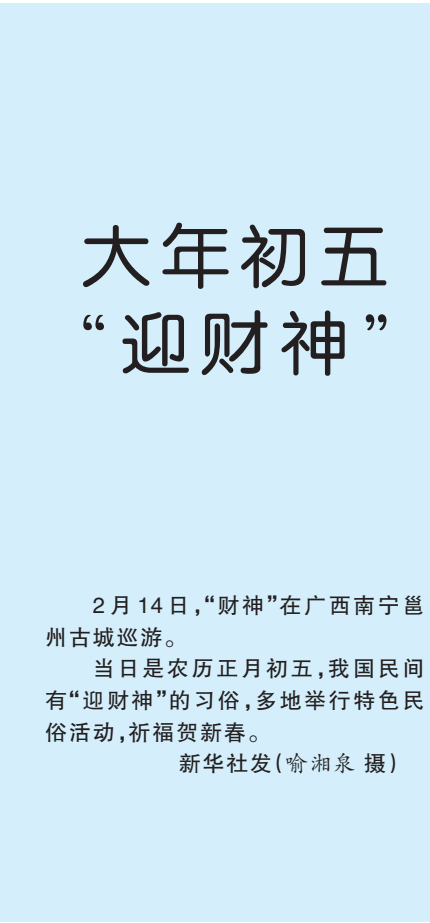 大年初五
“迎财神”
2月14日,“财神”在广西南宁邕
州古城巡游。
当日是农历正月初五,我国民间
有“迎财神”的习俗,多地举行特色民
俗活动,祈福贺新春。
新华社发(喻湘泉 摄)